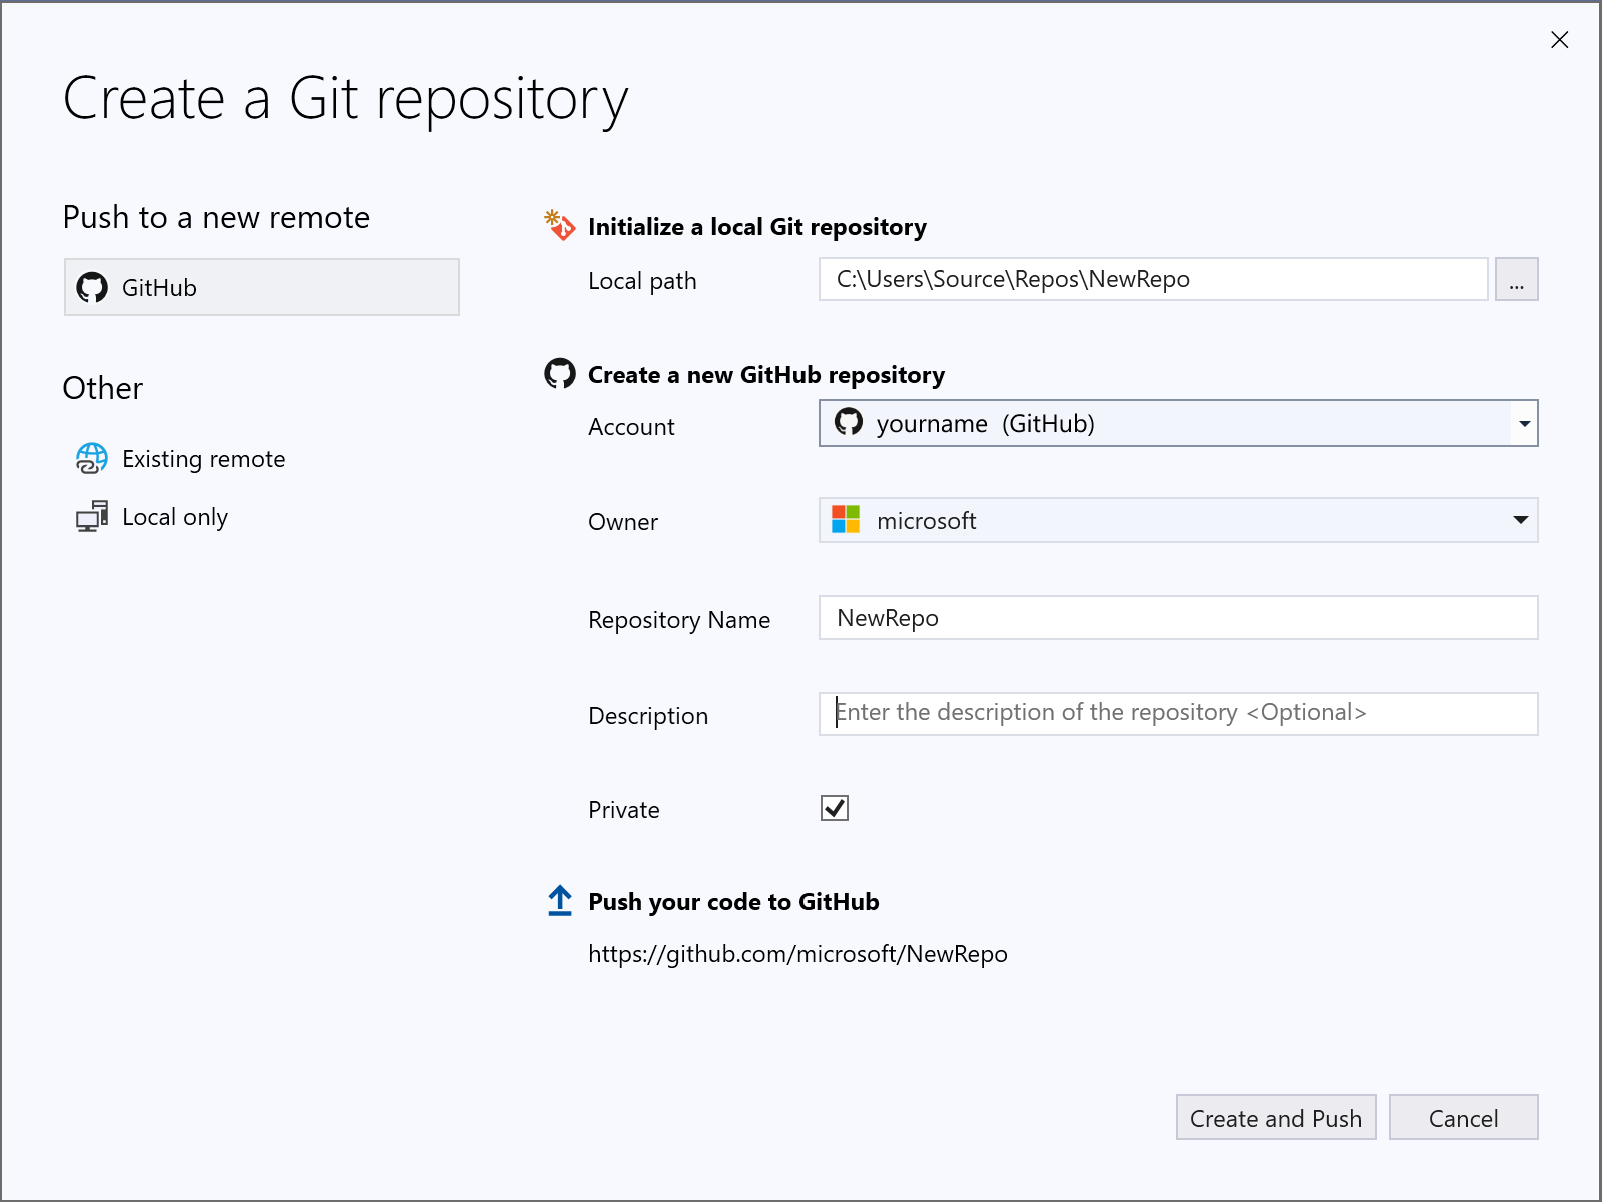 Create a Git repository
Push to a new remote
GitHub
Other
Existing remote
Local only
Initialize a local Git repository
Local path C:\Users\Source\Repos\NewRepo ...
Create a new GitHub repository
Account yourname (GitHub)
Owner microsoft
Repository Name NewRepo
Description Enter the description of the repository <Optional>
Private
Push your code to GitHub
https://github.com/microsoft/NewRepo
Create and Push Cancel